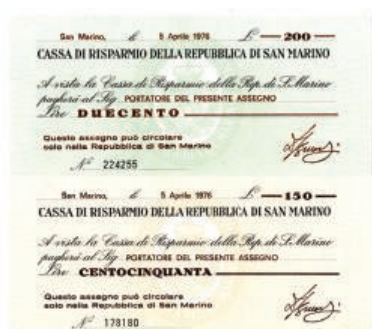 San Marino, li 5 Aprile 1976 £ — 200 —
CASSA DI RISPARMIO DELLA REPUBBLICA DI SAN MARINO
A vista la Cassa di Risparmio della Rep. di S. Marino
pagherà al Sig. PORTATORE DEL PRESENTE ASSEGNO
Lire DUECENTO
Questo assegno può circolare
solo nella Repubblica di San Marino
N° 224255
San Marino, li 5 Aprile 1976 £ — 150 —
CASSA DI RISPARMIO DELLA REPUBBLICA DI SAN MARINO
A vista la Cassa di Risparmio della Rep. di S. Marino
pagherà al Sig. PORTATORE DEL PRESENTE ASSEGNO
Lire CENTOCINQUANTA
Questo assegno può circolare
solo nella Repubblica di San Marino
N° 178180